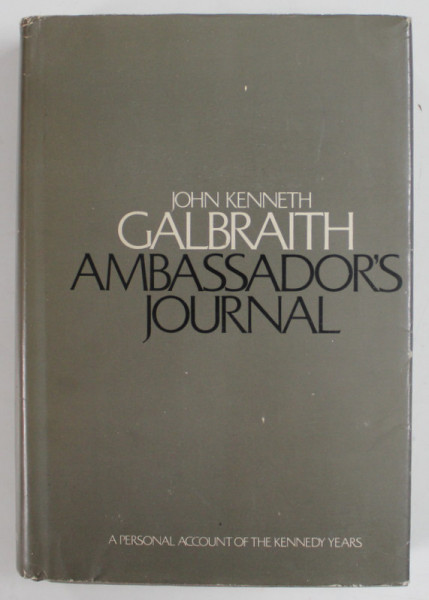 JOHN KENNETH
GALBRAITH
AMBASSADOR'S
JOURNAL
A PERSONAL ACCOUNT OF THE KENNEDY YEARS